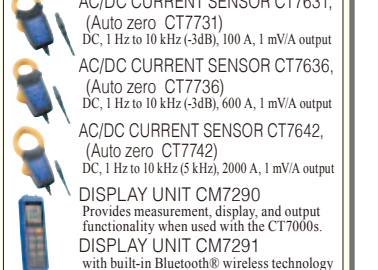 AC/DC CURRENT SENSOR CT7631,
(Auto zero CT7731)
DC, 1 Hz to 10 kHz (-3dB), 100 A, 1 mV/A output
AC/DC CURRENT SENSOR CT7636,
(Auto zero CT7736)
DC, 1 Hz to 10 kHz (-3dB), 600 A, 1 mV/A output
AC/DC CURRENT SENSOR CT7642,
(Auto zero CT7742)
DC, 1 Hz to 10 kHz (5 kHz), 2000 A, 1 mV/A output
DISPLAY UNIT CM7290
Provides measurement, display, and output
functionality when used with the CT7000s.
DISPLAY UNIT CM7291
with built-in Bluetooth® wireless technology